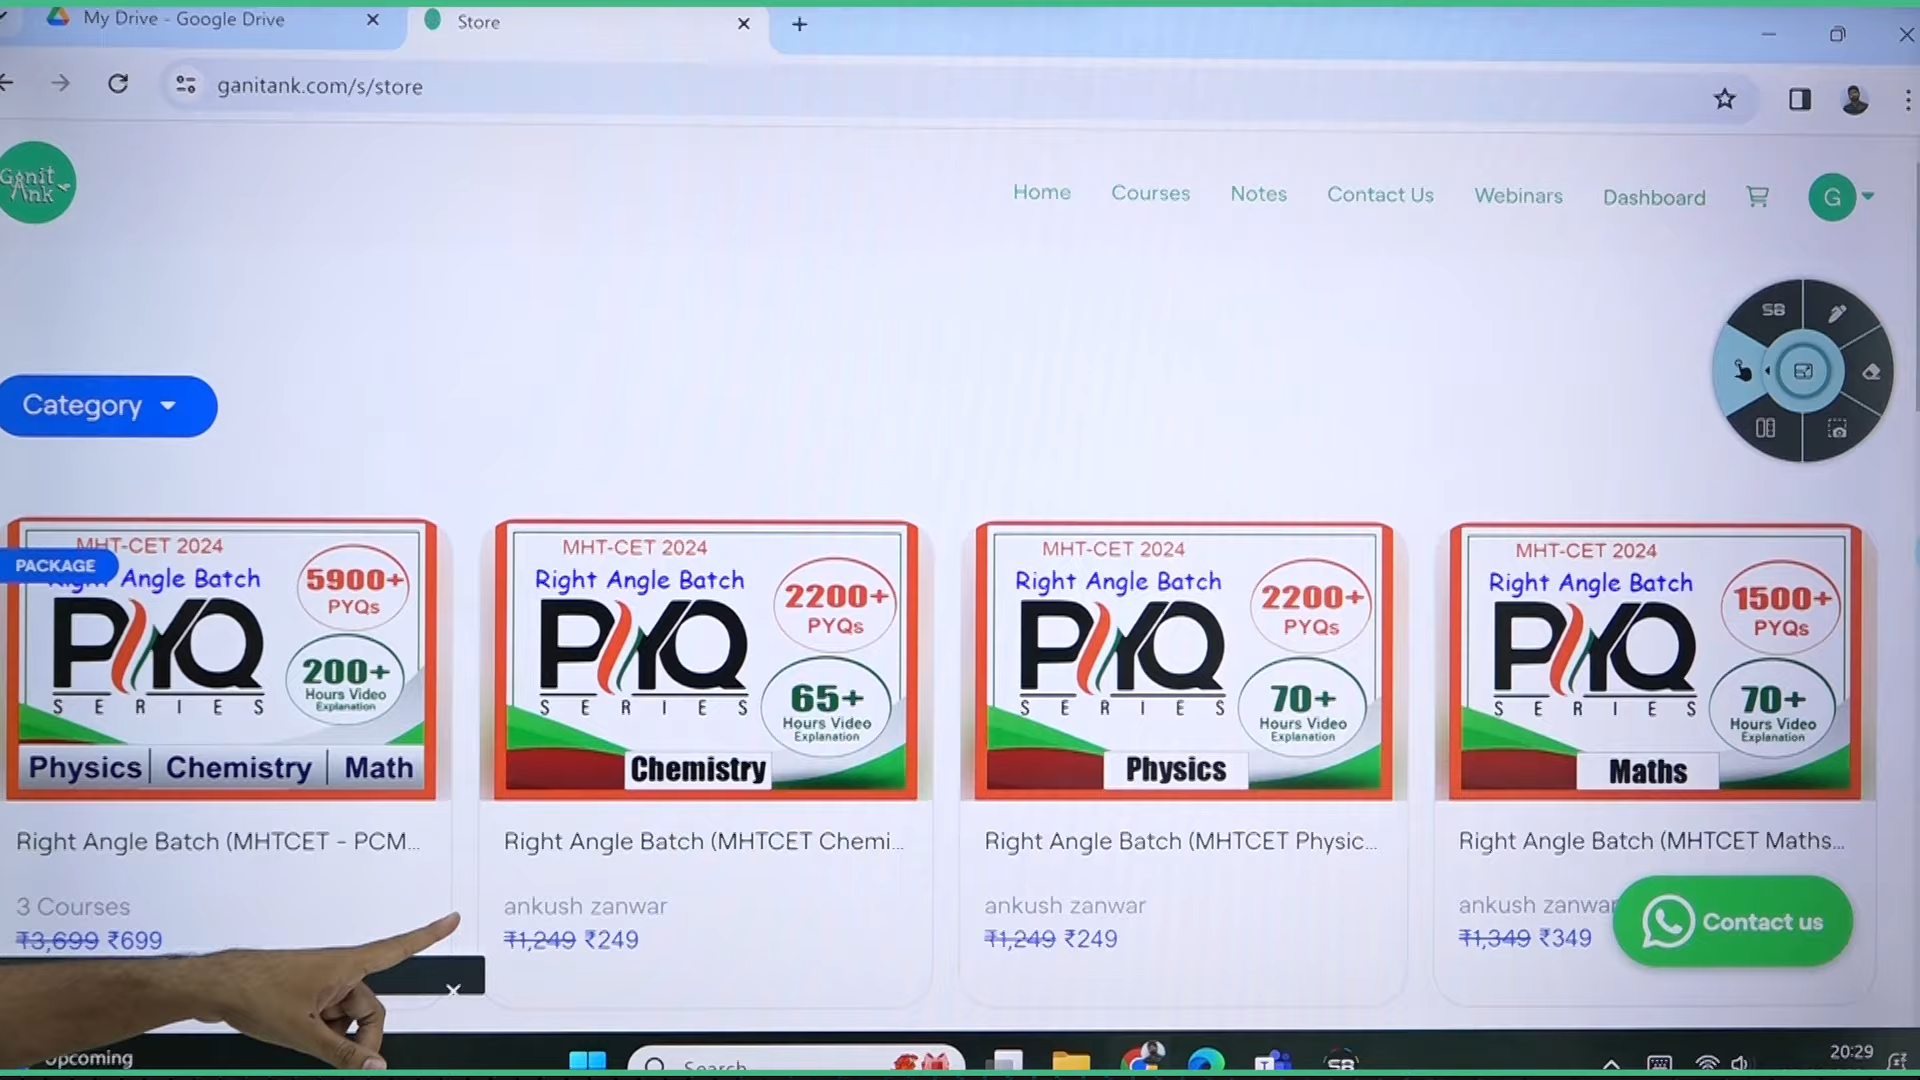 My Drive - Google Drive
Store
ganitank.com/s/store
Ganit
Ank
Home
Courses
Notes
Contact Us
Webinars
Dashboard
G
SB
Category
PACKAGE
MHT-CET 2024
Angle Batch
5900+
PYQs
PYQ
SERIES
200+
Hours Video
Explanation
Physics | Chemistry | Math
MHT-CET 2024
Right Angle Batch
2200+
PYQs
PYQ
SERIES
65+
Hours Video
Explanation
Chemistry
MHT-CET 2024
Right Angle Batch
2200+
PYQs
PYQ
SERIES
70+
Hours Video
Explanation
Physics
MHT-CET 2024
Right Angle Batch
1500+
PYQs
PYQ
SERIES
70+
Hours Video
Explanation
Maths
Right Angle Batch (MHTCET - PCM...
3 Courses
₹3,699 ₹699
Right Angle Batch (MHTCET Chemi...
ankush zanwar
₹1,249 ₹249
Right Angle Batch (MHTCET Physic...
ankush zanwar
₹1,249 ₹249
Right Angle Batch (MHTCET Maths...
ankush zanwar
₹1,349 ₹349
Contact us
Upcoming
Search
SB
20:29